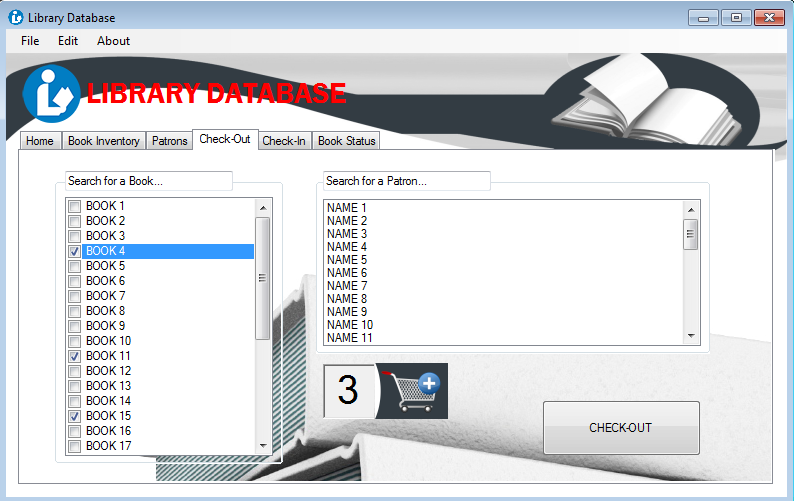 Library Database
File Edit About
LIBRARY DATABASE
Home Book Inventory Patrons Check-Out Check-In Book Status
Search for a Book...
BOOK 1
BOOK 2
BOOK 3
BOOK 4
BOOK 5
BOOK 6
BOOK 7
BOOK 8
BOOK 9
BOOK 10
BOOK 11
BOOK 12
BOOK 13
BOOK 14
BOOK 15
BOOK 16
BOOK 17
Search for a Patron...
NAME 1
NAME 2
NAME 3
NAME 4
NAME 5
NAME 6
NAME 7
NAME 8
NAME 9
NAME 10
NAME 11
3
CHECK-OUT